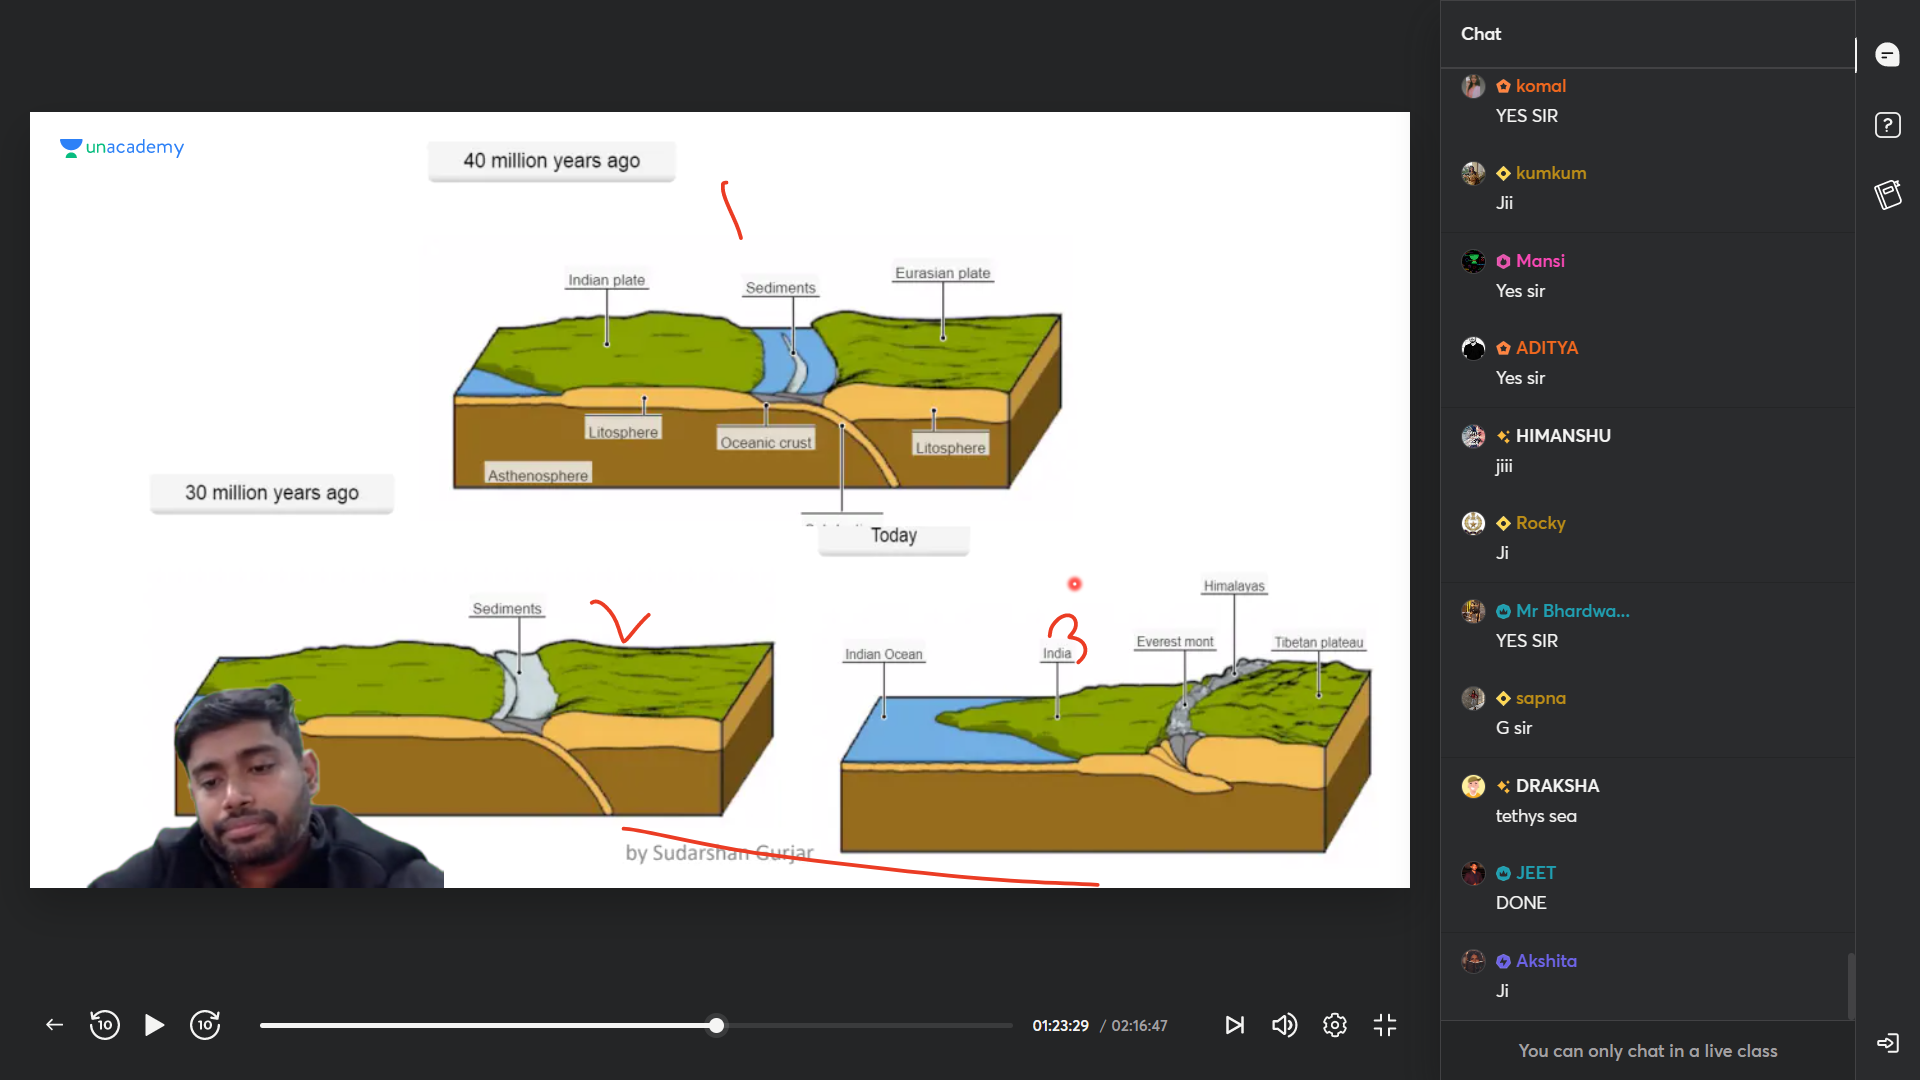 unacademy
40 million years ago
Indian plate
Sediments
Eurasian plate
Litosphere
Oceanic crust
Litosphere
Asthenosphere
30 million years ago
Today
Sediments
Himalayas
3
Indian Ocean
India
Everest mont
Tibetan plateau
by Sudarshan Gurjar
10
10
01:23:29 / 02:16:47
Chat
komal
YES SIR
kumkum
Jii
Mansi
Yes sir
ADITYA
Yes sir
HIMANSHU
jiii
Rocky
Ji
Mr Bhardwa...
YES SIR
sapna
G sir
DRAKSHA
tethys sea
JEET
DONE
Akshita
Ji
You can only chat in a live class
?